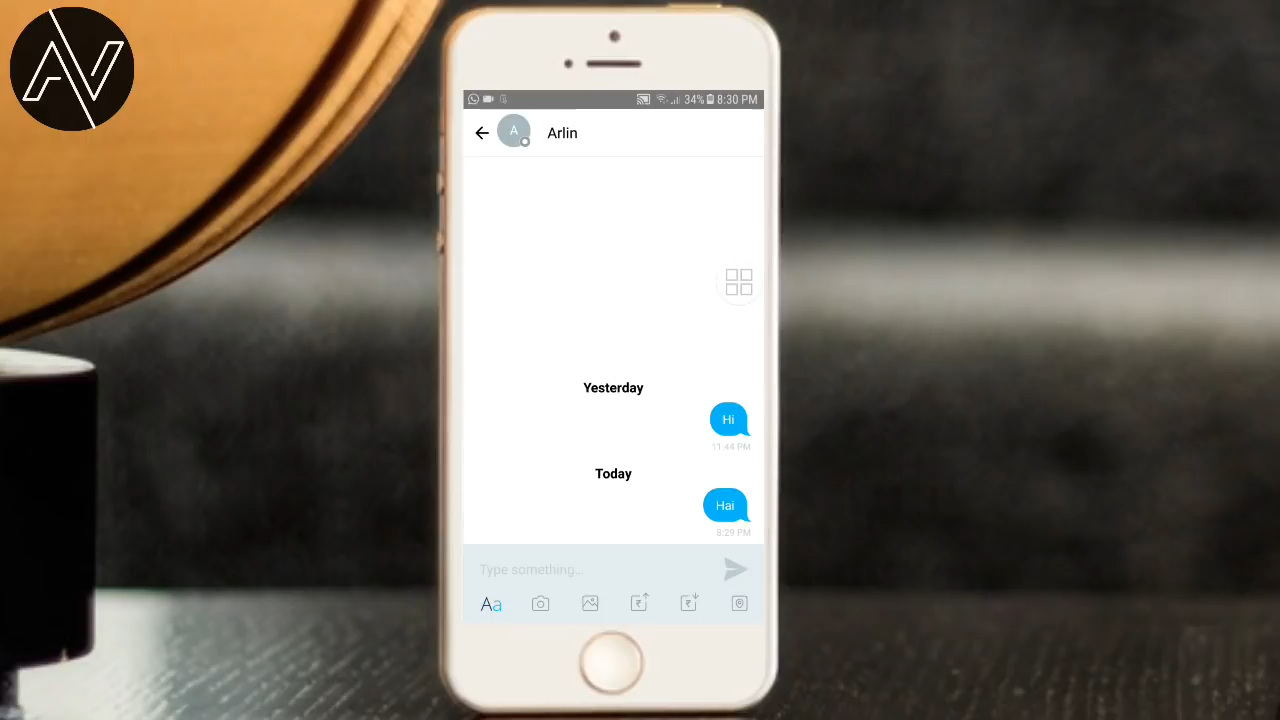 AV
34% 8:30 PM
A
Arlin
Yesterday
Hi
11:44 PM
Today
Hai
8:29 PM
Type something...
Aa